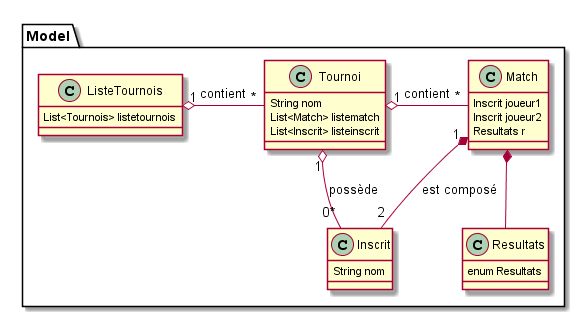 Model
C ListeTournois
List<Tournois> listetournois
1 contient *
C Tournoi
String nom
List<Match> listematch
List<Inscrit> listeinscrit
1 contient *
C Match
Inscrit joueur1
Inscrit joueur2
Resultats r
1
possède
0*
1
est composé
2
C Inscrit
String nom
C Resultats
enum Resultats